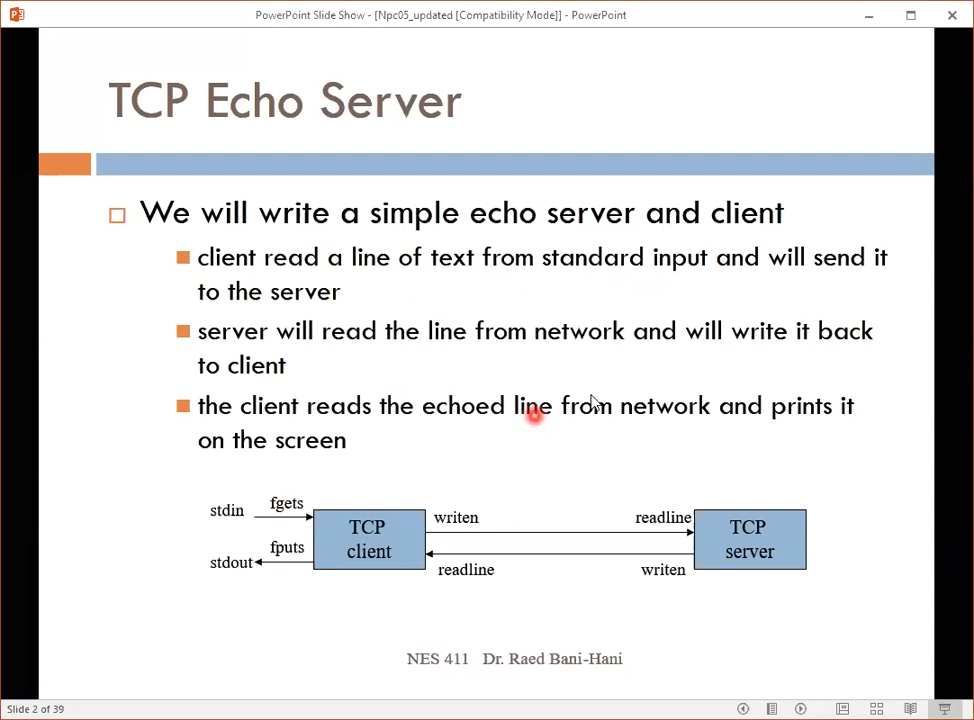 PowerPoint Slide Show - [Npc05_updated [Compatibility Mode]] - PowerPoint
TCP Echo Server
We will write a simple echo server and client
client read a line of text from standard input and will send it
to the server
server will read the line from network and will write it back
to client
the client reads the echoed line from network and prints it
on the screen
stdin
fgets
TCP
client
writen
readline
TCP
server
stdout
fputs
readline
writen
NES 411 Dr. Raed Bani-Hani
Slide 2 of 39